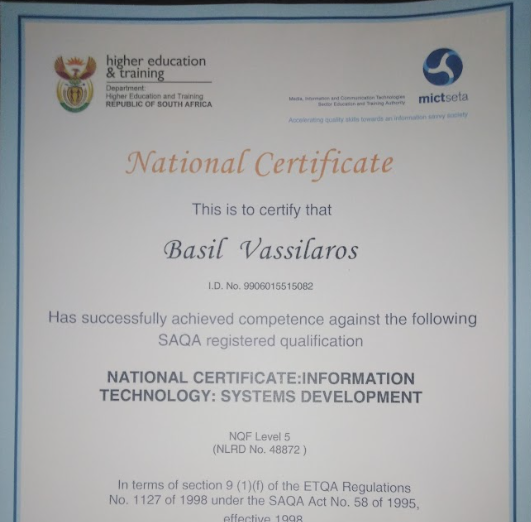 higher education
& training
Department:
Higher Education and Training
REPUBLIC OF SOUTH AFRICA
Media, Information and Communication Technologies
Sector Education and Training Authority
mictseta
Accelerating quality skills towards an information savvy society
National Certificate
This is to certify that
Basil Vassilaros
I.D. No. 9906015515082
Has successfully achieved competence against the following
SAQA registered qualification
NATIONAL CERTIFICATE:INFORMATION
TECHNOLOGY: SYSTEMS DEVELOPMENT
NQF Level 5
(NLRD No. 48872 )
In terms of section 9 (1)(f) of the ETQA Regulations
No. 1127 of 1998 under the SAQA Act No. 58 of 1995,
effective 1998